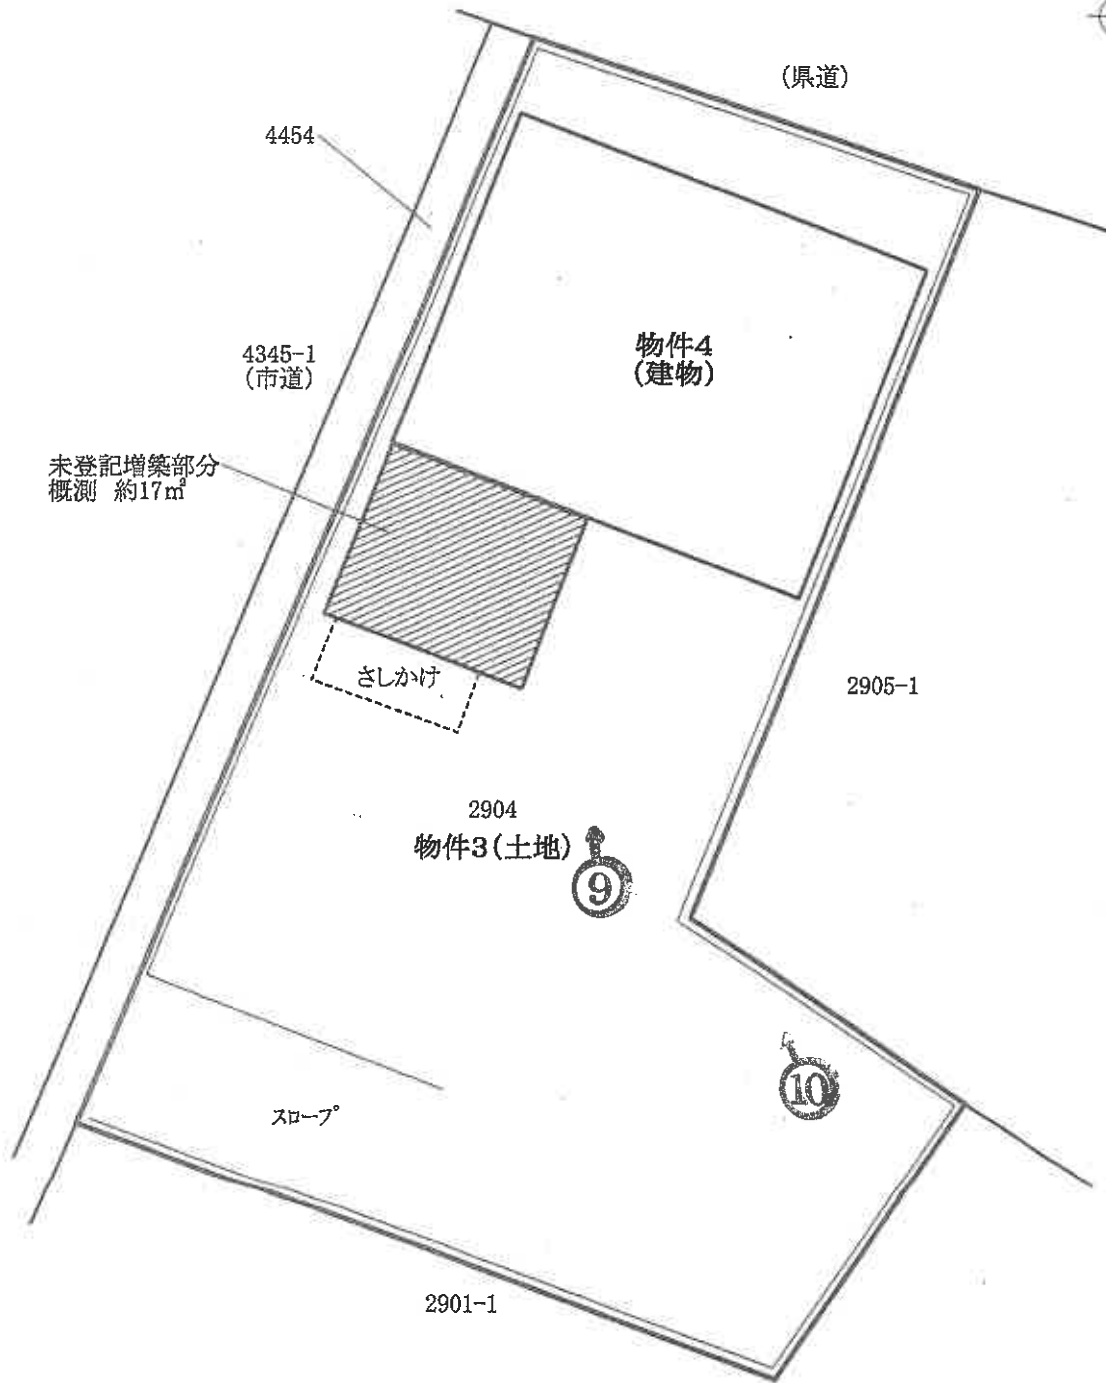 (県道)
4454
物件4
(建物)
4345-1
(市道)
未登記増築部分
概測 約17㎡
さしかけ
2905-1
2904
物件3(土地)
9
10
スロープ
2901-1